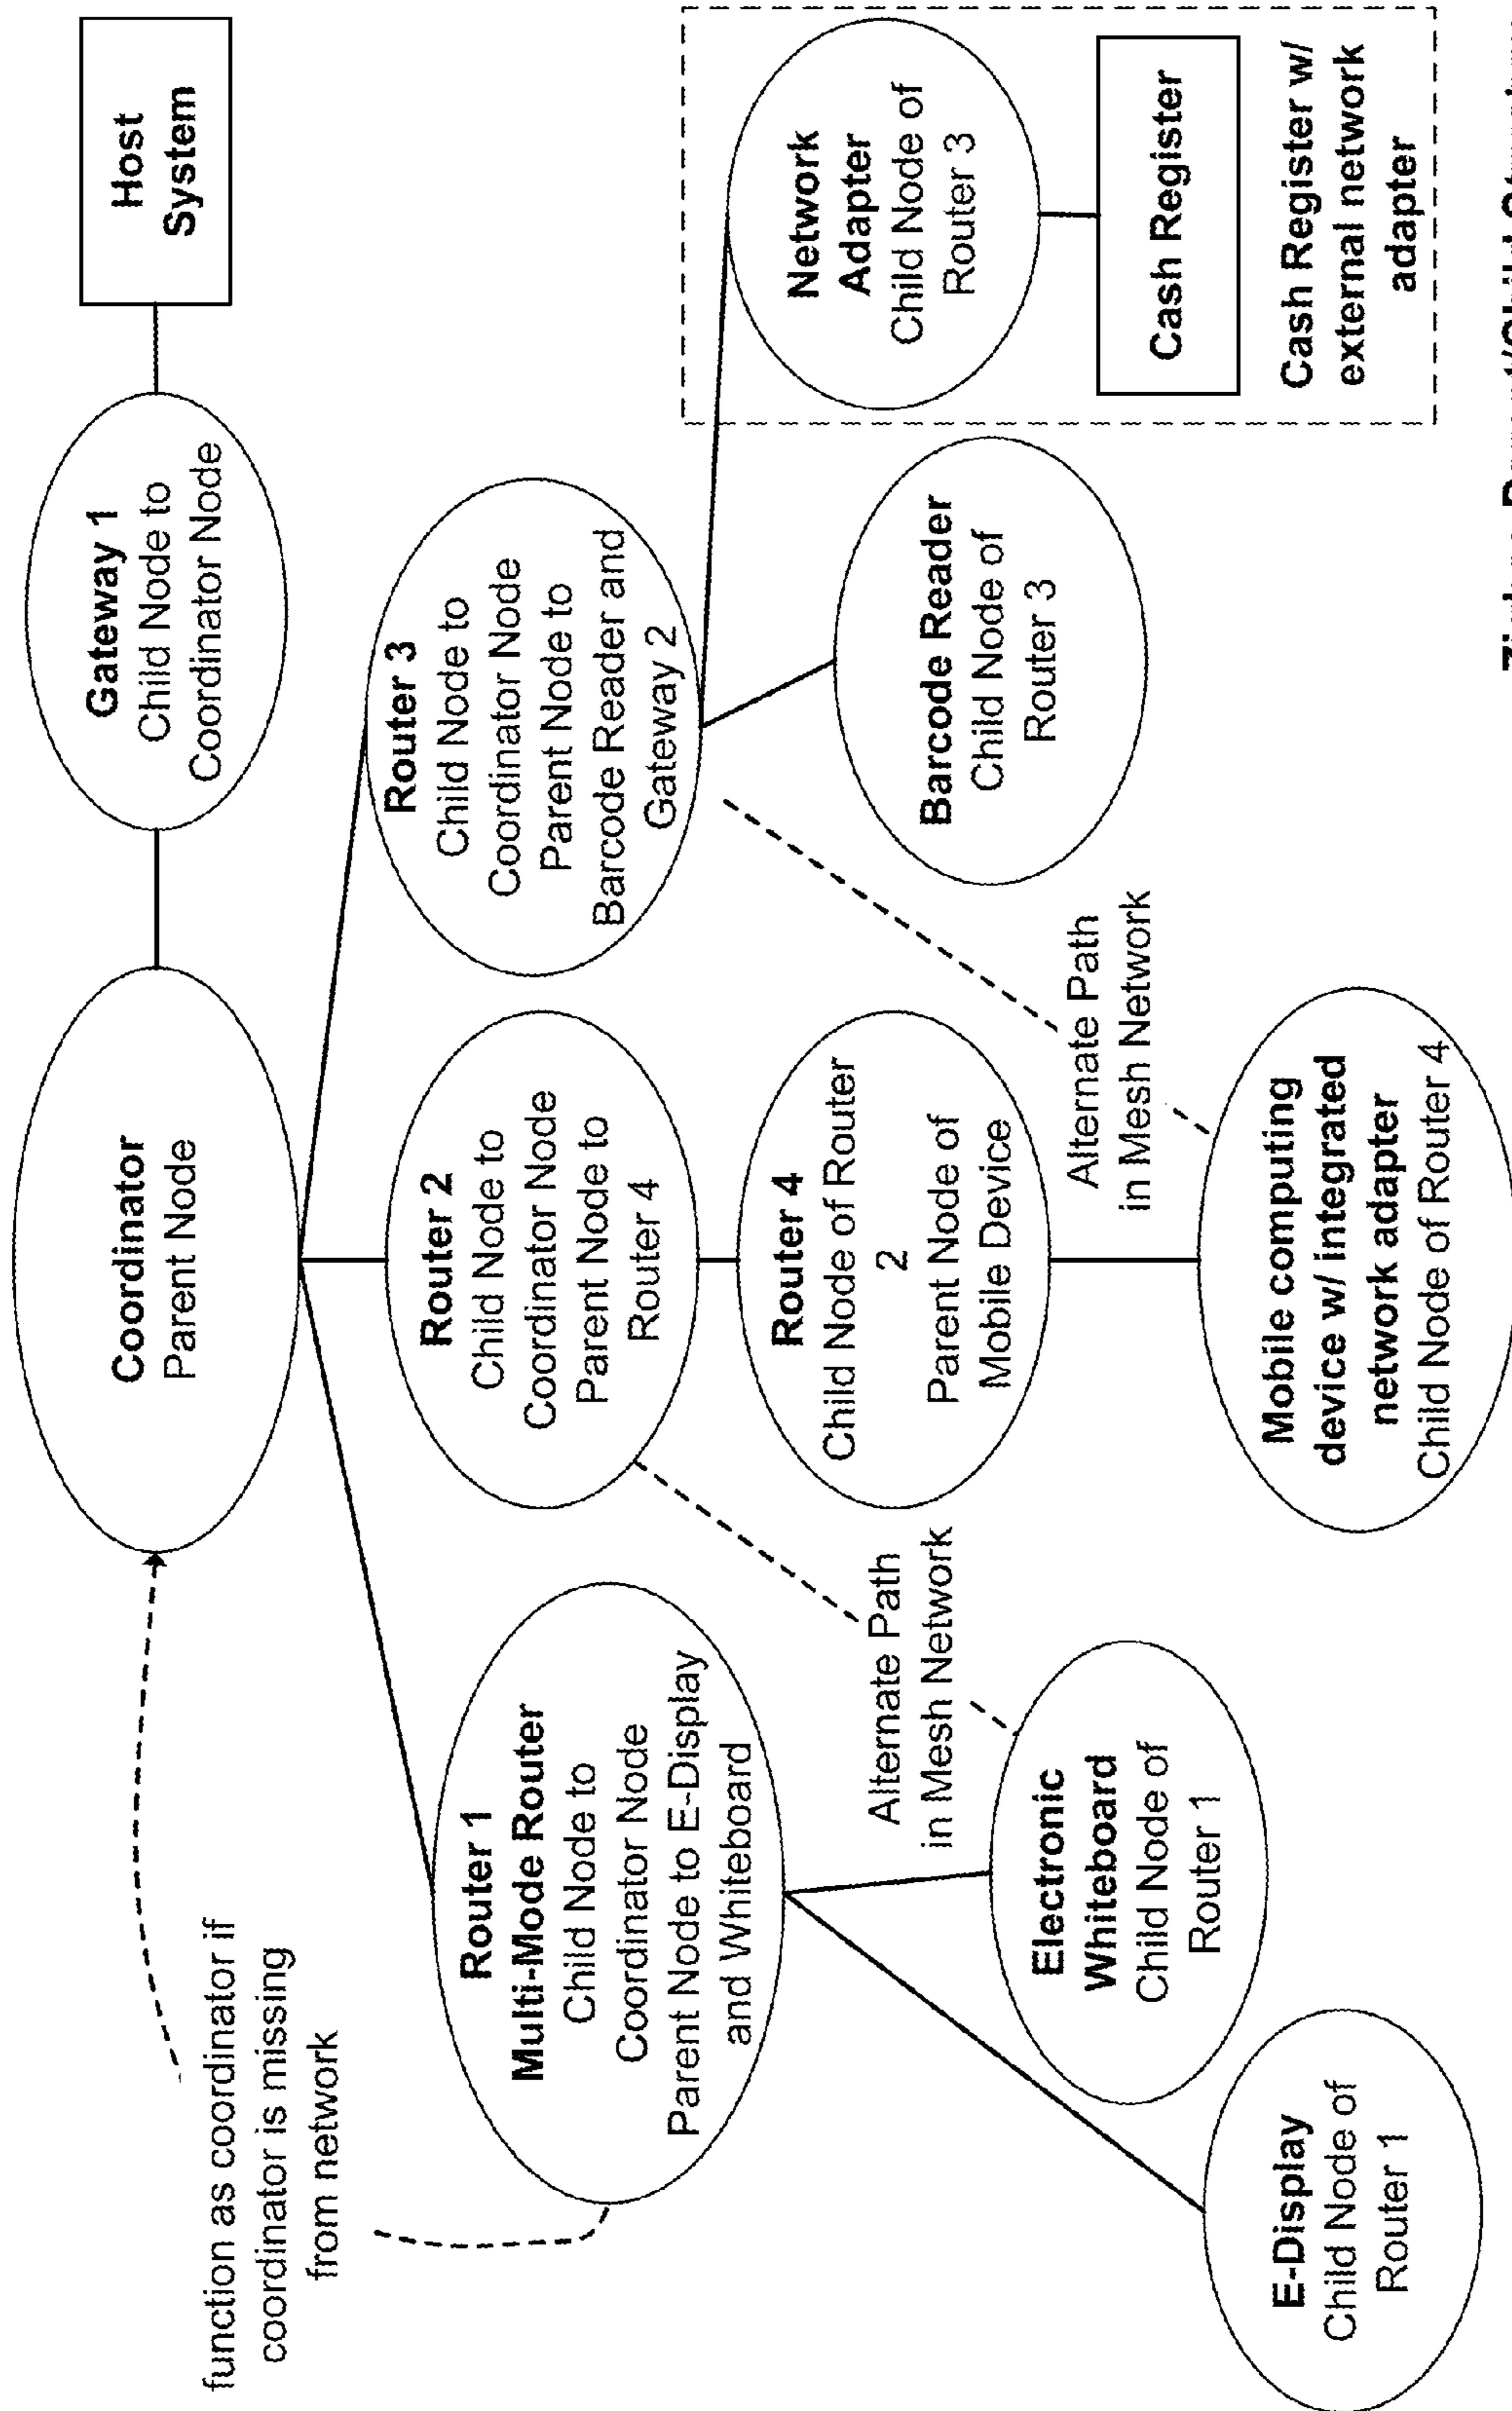 function as coordinator if
coordinator is missing
from network
Coordinator
Parent Node
Gateway 1
Child Node to
Coordinator Node
Host
System
Router 1
Multi-Mode Router
Child Node to
Coordinator Node
Parent Node to E-Display
and Whiteboard
Router 2
Child Node to
Coordinator Node
Parent Node to
Router 4
Router 3
Child Node to
Coordinator Node
Parent Node to
Barcode Reader and
Gateway 2
Network
Adapter
Child Node of
Router 3
Cash Register
Cash Register w/
external network
adapter
Barcode Reader
Child Node of
Router 3
Router 4
Child Node of Router
2
Parent Node of
Mobile Device
Alternate Path
in Mesh Network
Alternate Path
in Mesh Network
Electronic
Whiteboard
Child Node of
Router 1
E-Display
Child Node of
Router 1
Mobile computing
device w/ integrated
network adapter
Child Node of Router 4
Parent/Child